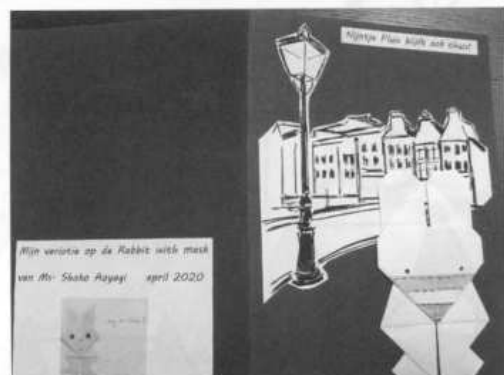 Nijntje Pluis blijft ook thuis!
Mijn variatie op de Rabbit with mask
van Mr. Shoko Aoyagi april 2020